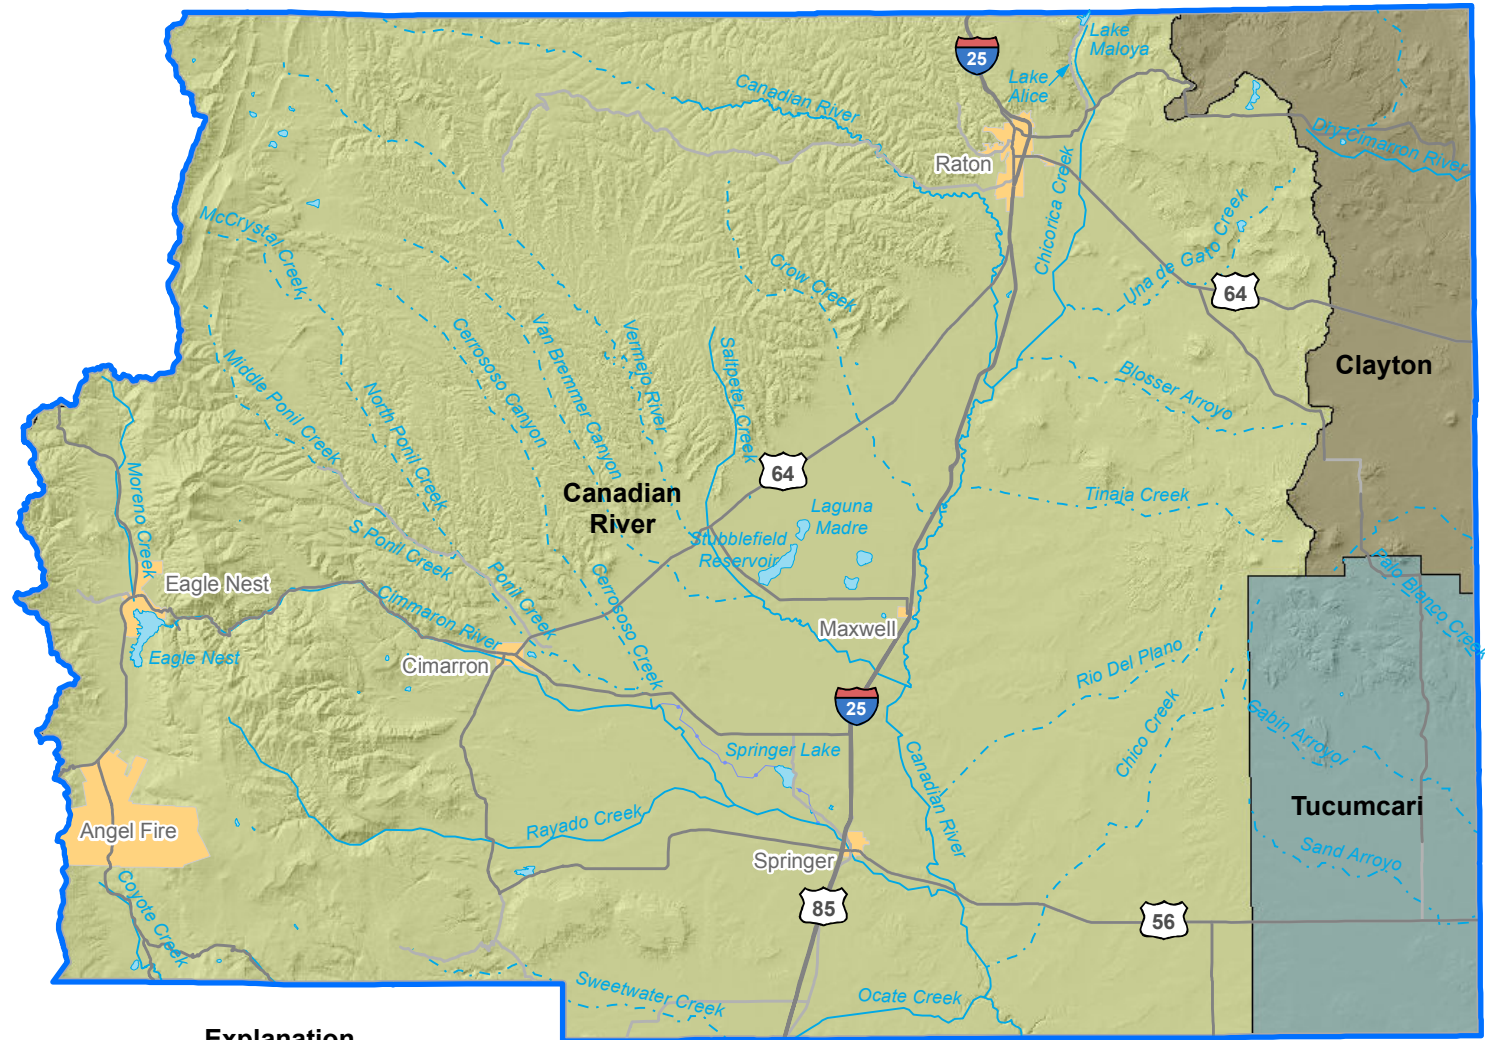 25
Lake
Maloya
Lake
Alice
Canadian River
Raton
Dry Cimarron River
Chicorica Creek
McCrystal Creek
Una de Gato Creek
Crow Creek
64
Clayton
Middle Ponil Creek
North Ponil Creek
Cerrososo Canyon
Van Bremmer Canyon
Vermejo River
Saltpeter Creek
Blosser Arroyo
64
Moreno Creek
Canadian
River
Laguna
Madre
Tinaja Creek
Stubblefield
Reservoir
S Ponil Creek
Ponil Creek
Cerrososo Creek
Palo Blanco Creek
Eagle Nest
Cimmaron River
Eagle Nest
Cimarron
Maxwell
Rio Del Plano
Chico Creek
25
Gabin Arroyo
Springer Lake
Canadian River
Tucumcari
Angel Fire
Rayado Creek
Springer
Sand Arroyo
Coyote Creek
85
56
Sweetwater Creek
Ocate Creek
Explanation